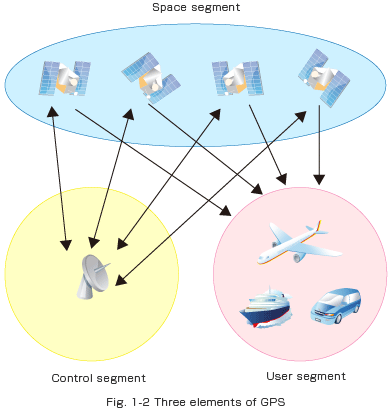 Space segment
Control segment
User segment
Fig. 1-2 Three elements of GPS